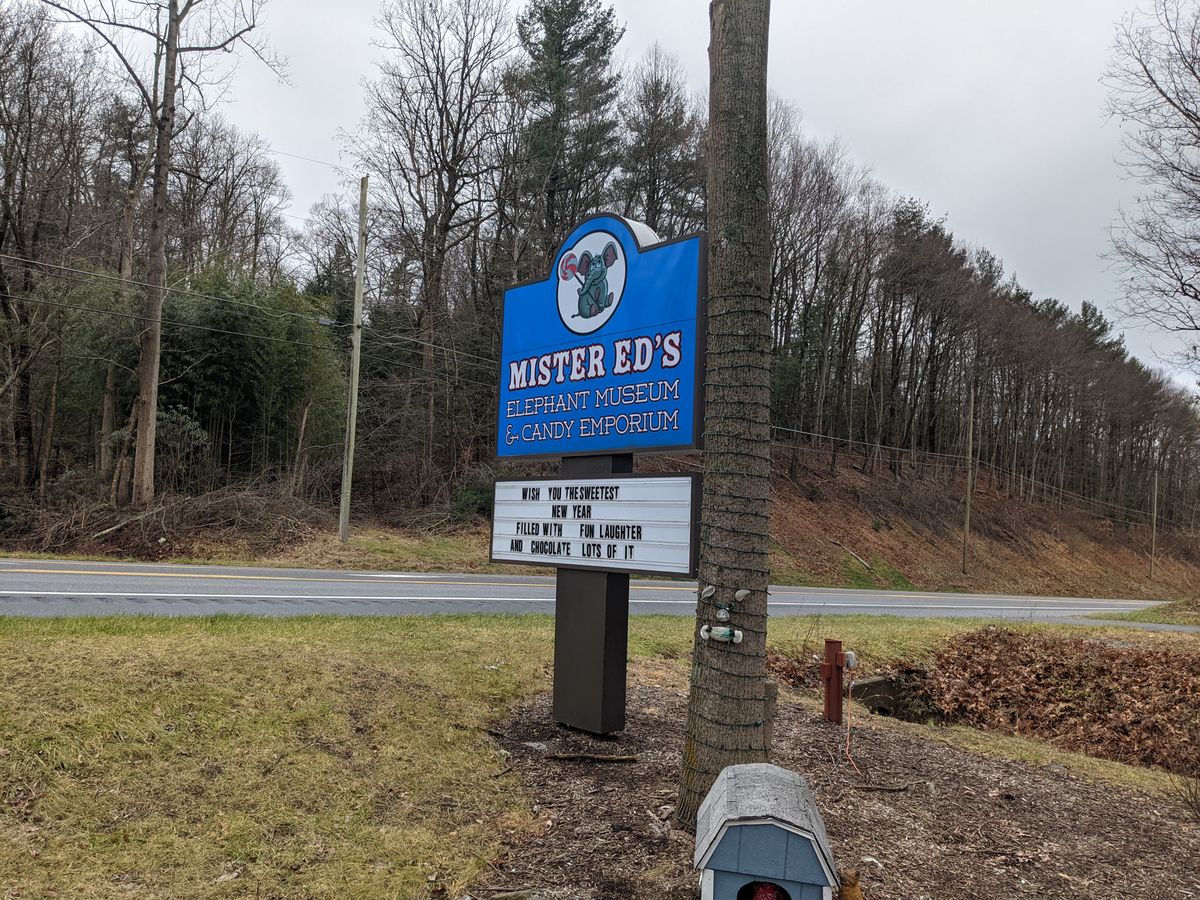 MISTER ED'S
ELEPHANT MUSEUM
& CANDY EMPORIUM
WISH YOU THESWEETEST
NEW YEAR
FILLED WITH FUN LAUGHTER
AND CHOCOLATE LOTS OF IT